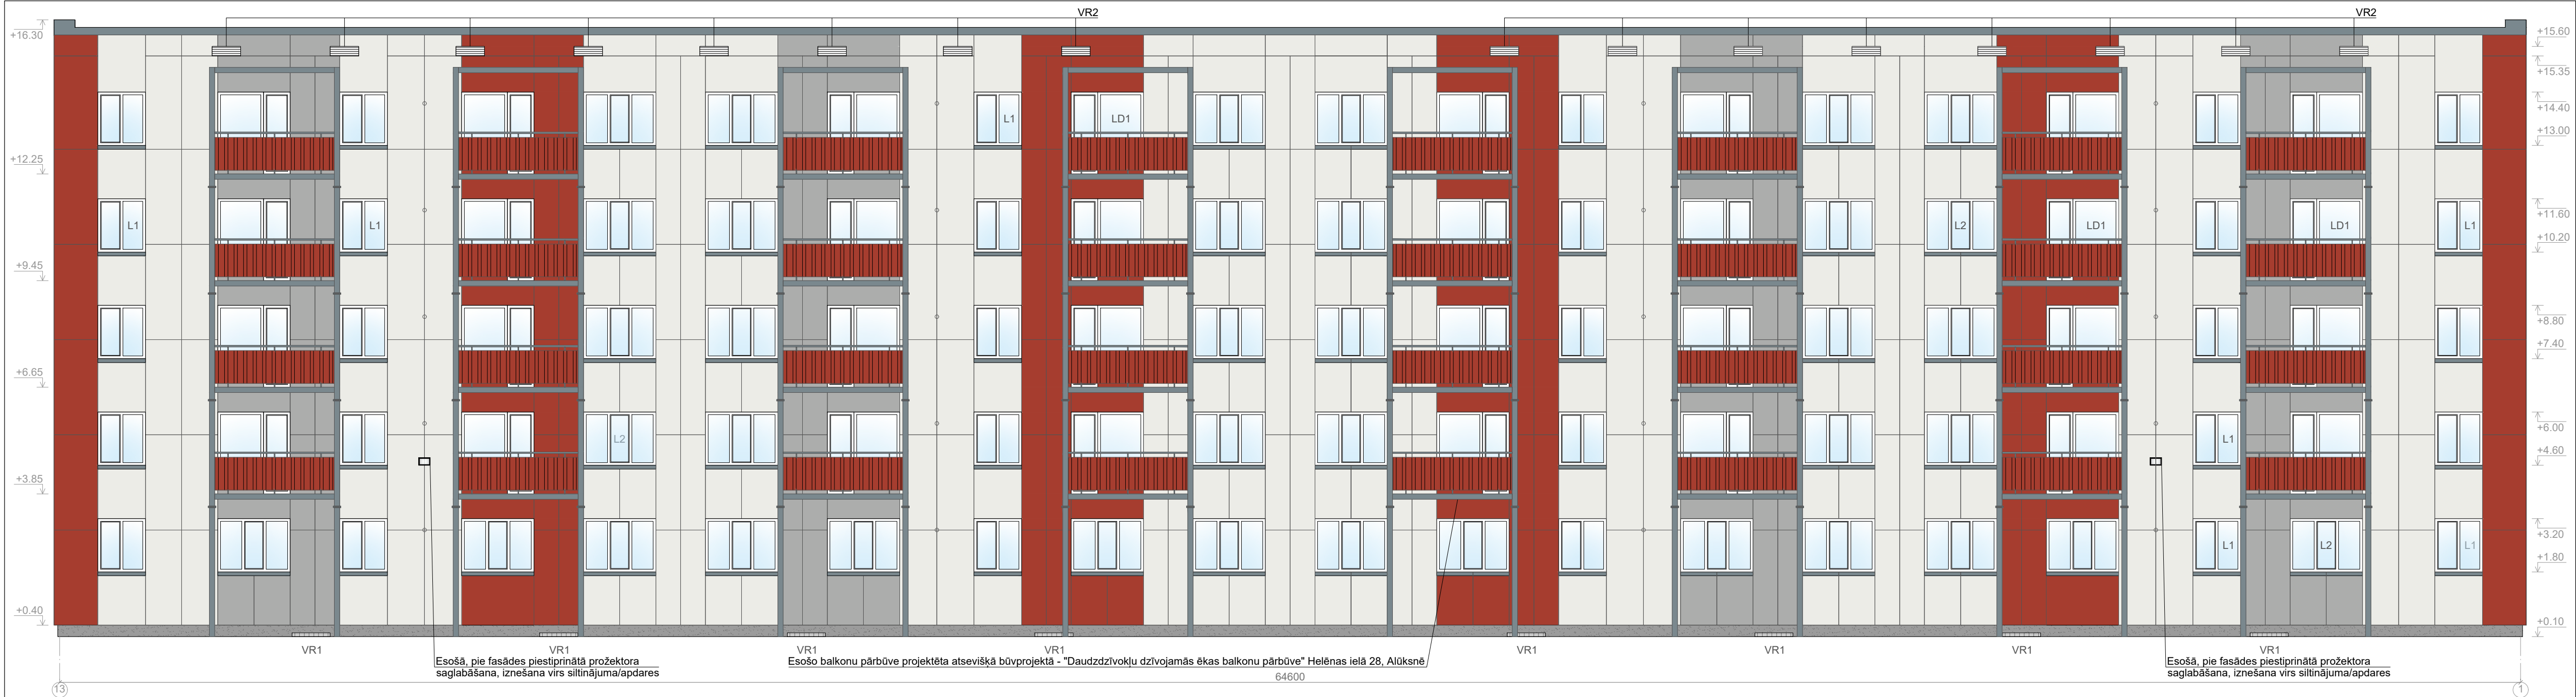 VR2
VR2
+16.30
+12.25
+9.45
+6.65
+3.85
+0.40
+15.60
+15.35
+14.40
+13.00
+11.60
+10.20
+8.80
+7.40
+6.00
+4.60
+3.20
+1.80
+0.10
L1
LD1
L1
L1
L2
LD1
LD1
L1
L2
L1
L1
L2
L1
VR1
VR1
VR1
VR1
VR1
VR1
VR1
VR1
Esošā, pie fasādes piestiprinātā prožektora
saglabāšana, iznešana virs siltinājuma/apdares
Esošo balkonu pārbūve projektēta atsevišķā būvprojektā - "Daudzdzīvokļu dzīvojamās ēkas balkonu pārbūve" Helēnas ielā 28, Alūksnē
Esošā, pie fasādes piestiprinātā prožektora
saglabāšana, iznešana virs siltinājuma/apdares
64600
13
1